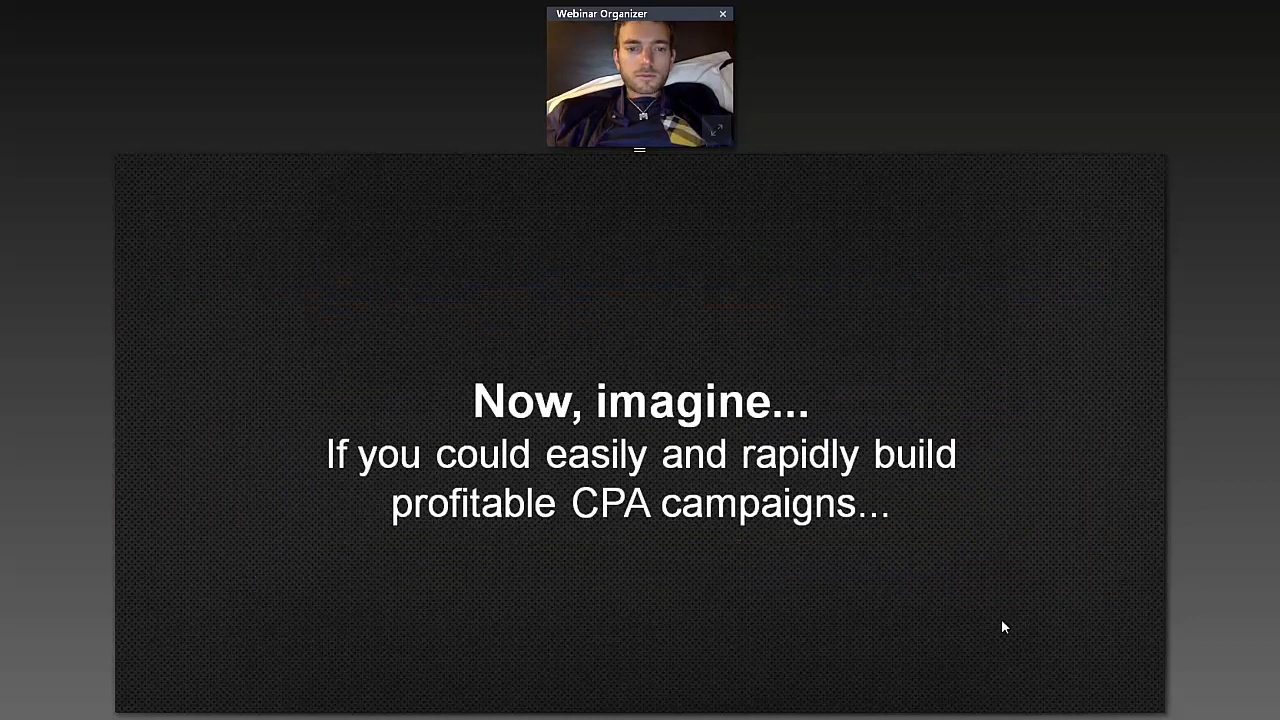 Webinar Organizer
Now, imagine...
If you could easily and rapidly build
profitable CPA campaigns...